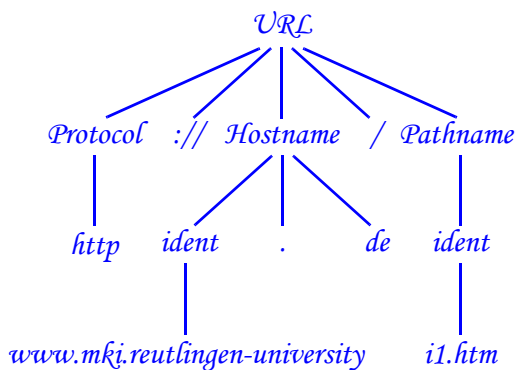 URL
Protocol :// Hostname / Pathname
http ident . de ident
www.mki.reutlingen-university i1.htm